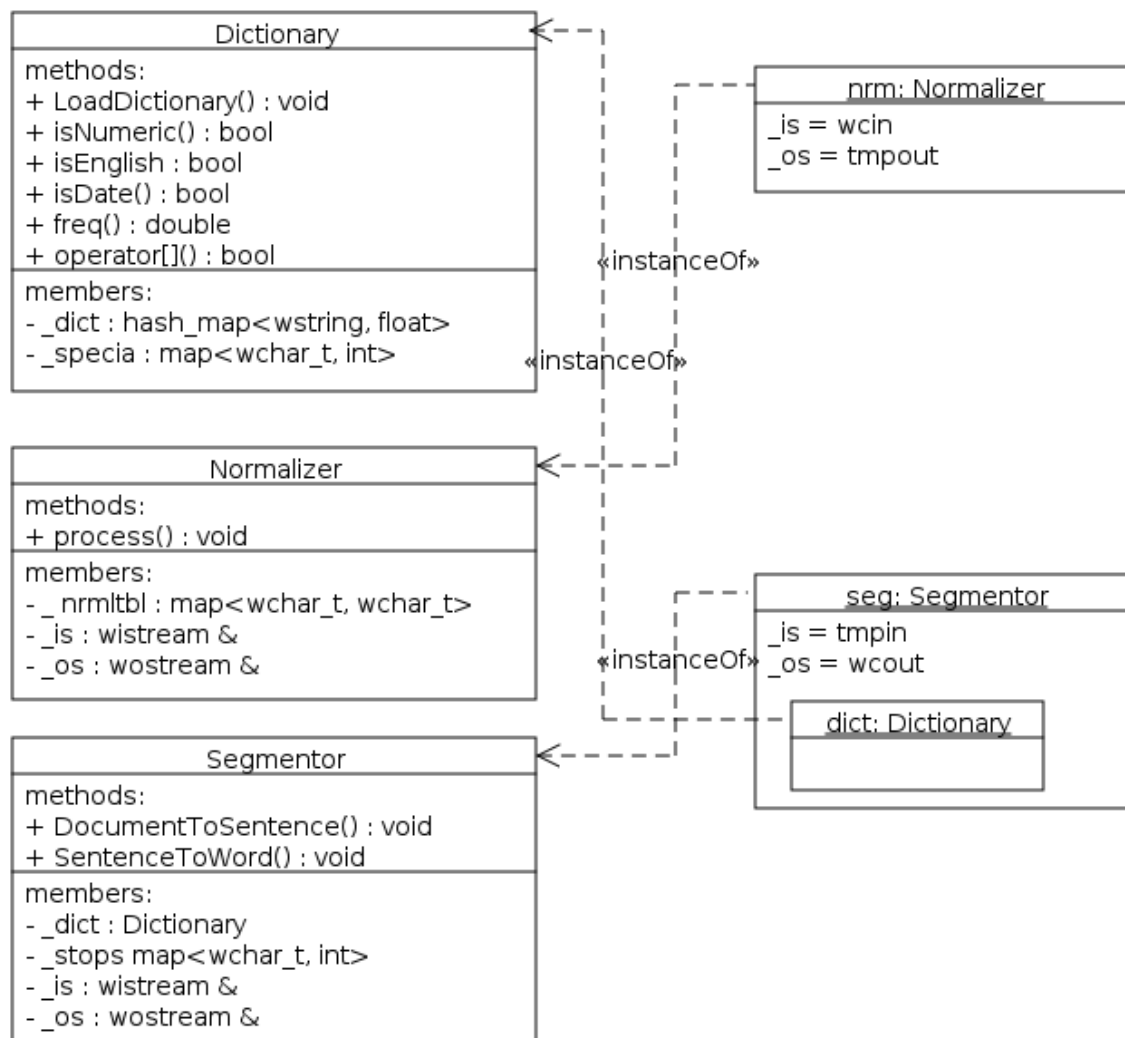 Dictionary
methods:
+ LoadDictionary() : void
+ isNumeric() : bool
+ isEnglish : bool
+ isDate() : bool
+ freq() : double
+ operator[]() : bool
members:
- _dict : hash_map<wstring, float>
- _specia : map<wchar_t, int>
nrm: Normalizer
_is = wcin
_os = tmpout
«instanceOf»
«instanceOf»
Normalizer
methods:
+ process() : void
members:
- _ nrmltbl : map<wchar_t, wchar_t>
- _is : wistream &
- _os : wostream &
seg: Segmentor
_is = tmpin
_os = wcout
«instanceOf»
dict: Dictionary
Segmentor
methods:
+ DocumentToSentence() : void
+ SentenceToWord() : void
members:
- _dict : Dictionary
- _stops map<wchar_t, int>
- _is : wistream &
- _os : wostream &